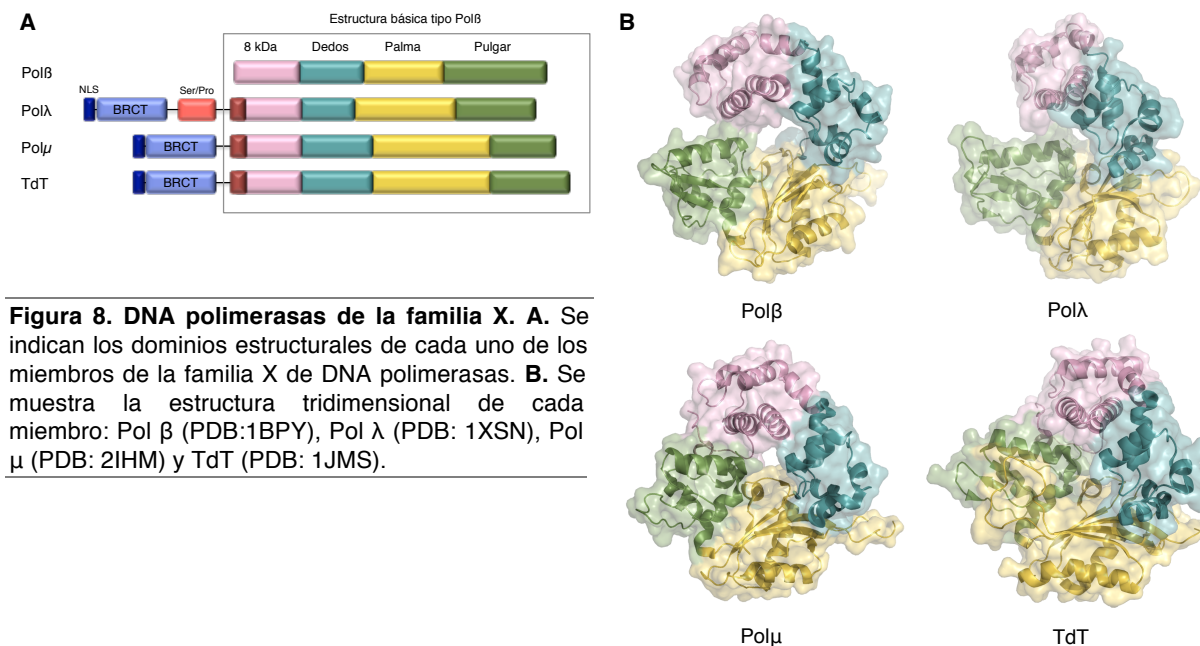 A
Estructura básica tipo Polß
8 kDa Dedos Palma Pulgar
Polß
NLS Ser/Pro
Polλ BRCT
Polµ BRCT
TdT BRCT
Figura 8. DNA polimerasas de la familia X. A. Se
indican los dominios estructurales de cada uno de los
miembros de la familia X de DNA polimerasas. B. Se
muestra la estructura tridimensional de cada
miembro: Pol β (PDB:1BPY), Pol λ (PDB: 1XSN), Pol
µ (PDB: 2IHM) y TdT (PDB: 1JMS).
B
Polβ Polλ
Polµ TdT